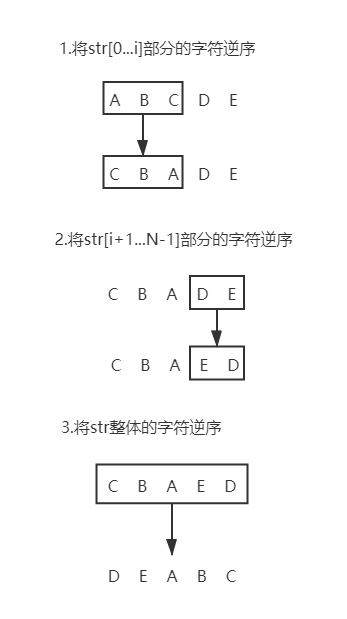 1.将str[0...i]部分的字符逆序
A B C D E
C B A D E
2.将str[i+1...N-1]部分的字符逆序
C B A D E
C B A E D
3.将str整体的字符逆序
C B A E D
D E A B C